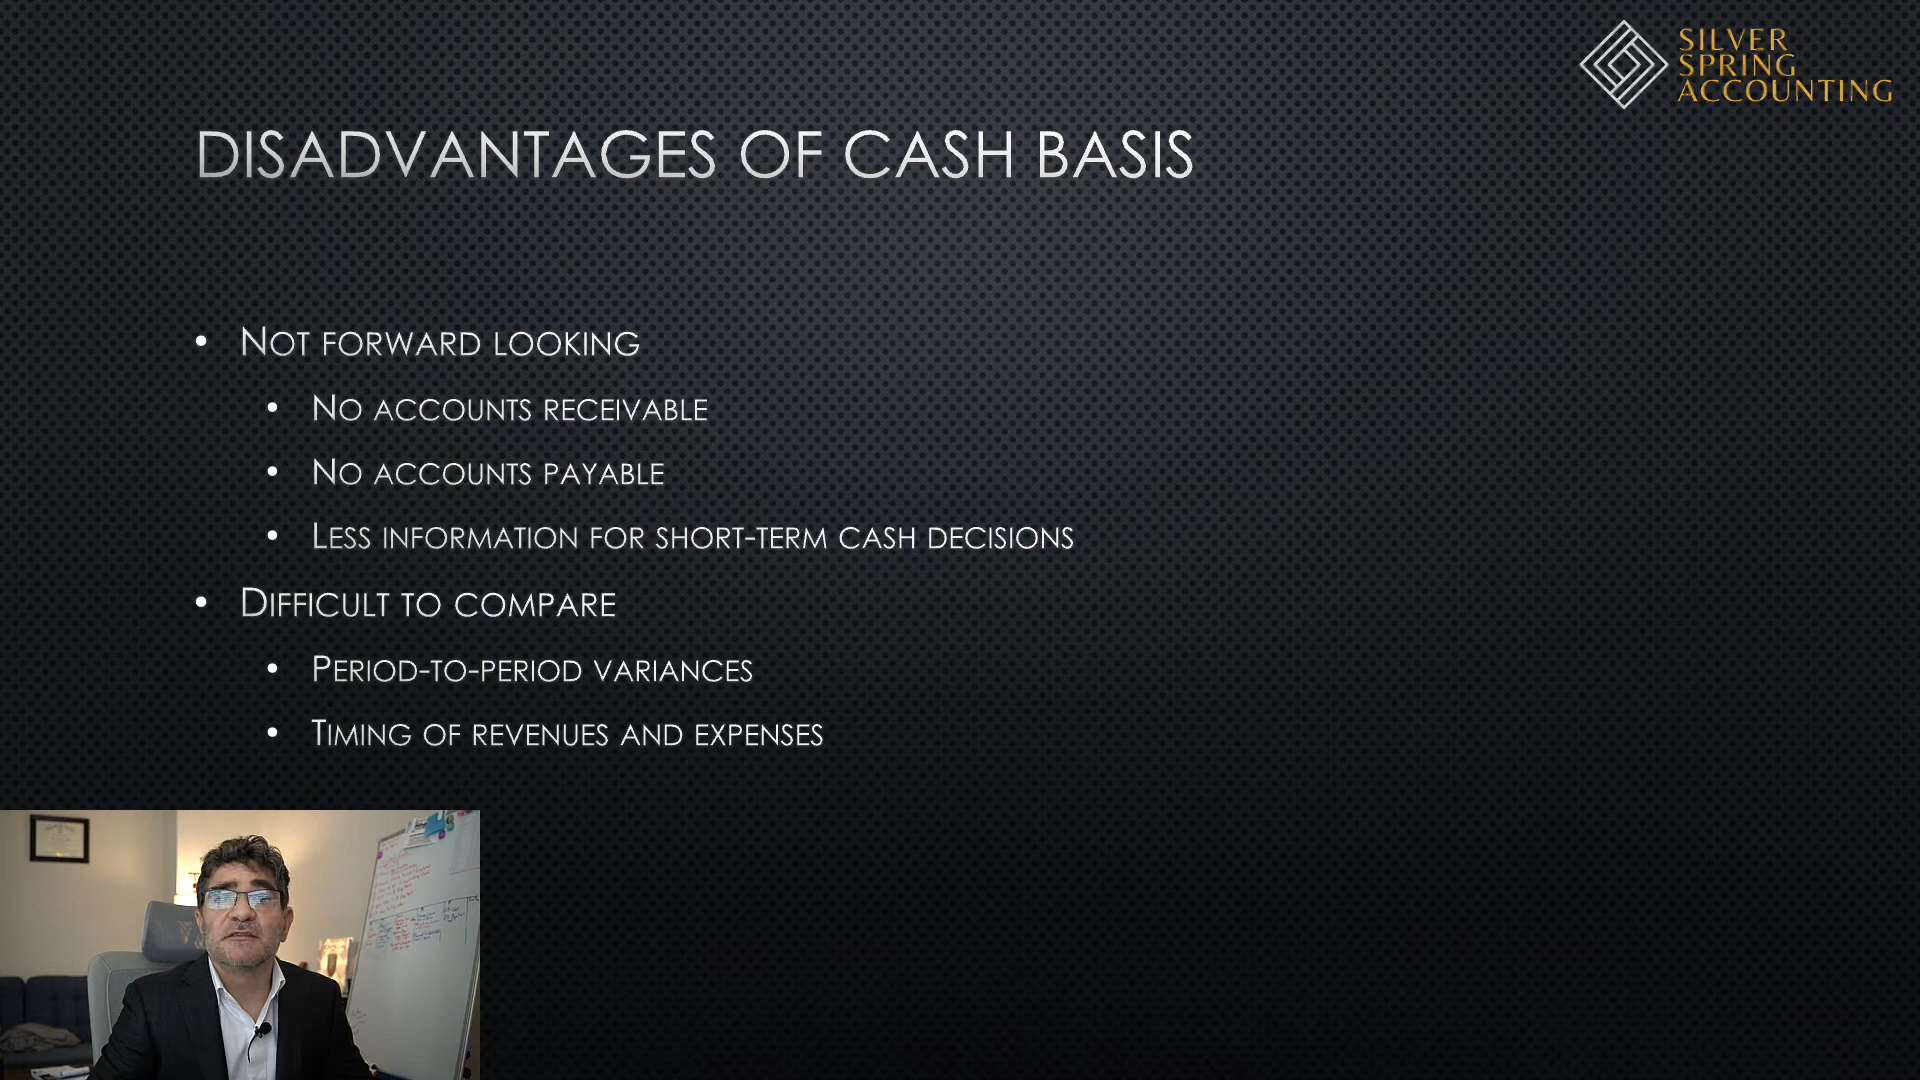 SILVER
SPRING
ACCOUNTING
DISADVANTAGES OF CASH BASIS
• NOT FORWARD LOOKING
• NO ACCOUNTS RECEIVABLE
• NO ACCOUNTS PAYABLE
• LESS INFORMATION FOR SHORT-TERM CASH DECISIONS
• DIFFICULT TO COMPARE
• PERIOD-TO-PERIOD VARIANCES
• TIMING OF REVENUES AND EXPENSES